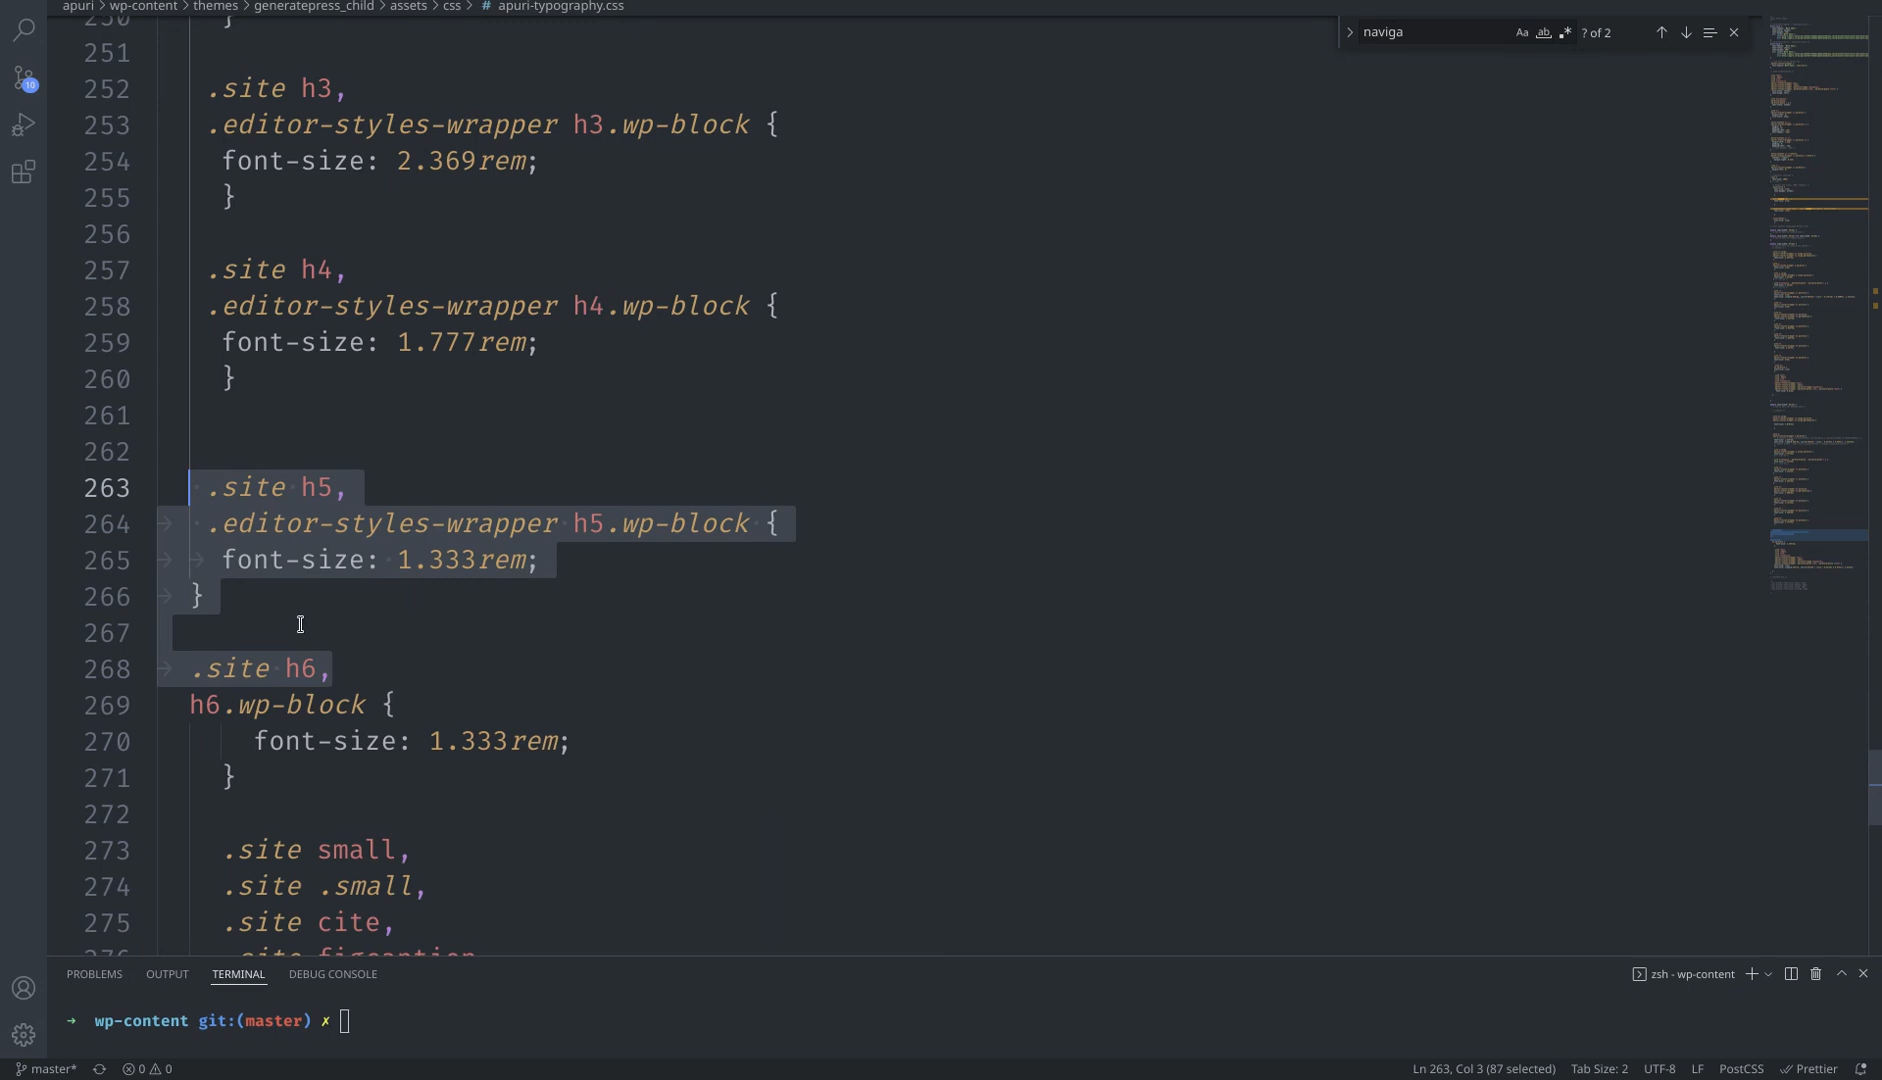 apuri > wp-content > themes > generatepress_child > assets > css > # apuri-typography.css
naviga
Aa ab .* ? of 2
250 }
251
252 .site h3,
253 .editor-styles-wrapper h3.wp-block {
254 font-size: 2.369rem;
255 }
256
257 .site h4,
258 .editor-styles-wrapper h4.wp-block {
259 font-size: 1.777rem;
260 }
261
262
263 .site h5,
264 .editor-styles-wrapper h5.wp-block {
265 font-size: 1.333rem;
266 }
267
268 .site h6,
269 h6.wp-block {
270 font-size: 1.333rem;
271 }
272
273 .site small,
274 .site .small,
275 .site cite,
276 .site figcaption
10
PROBLEMS OUTPUT TERMINAL DEBUG CONSOLE
zsh - wp-content
→ wp-content git:(master) ✗
master* 0 0 Ln 263, Col 3 (87 selected) Tab Size: 2 UTF-8 LF PostCSS Prettier